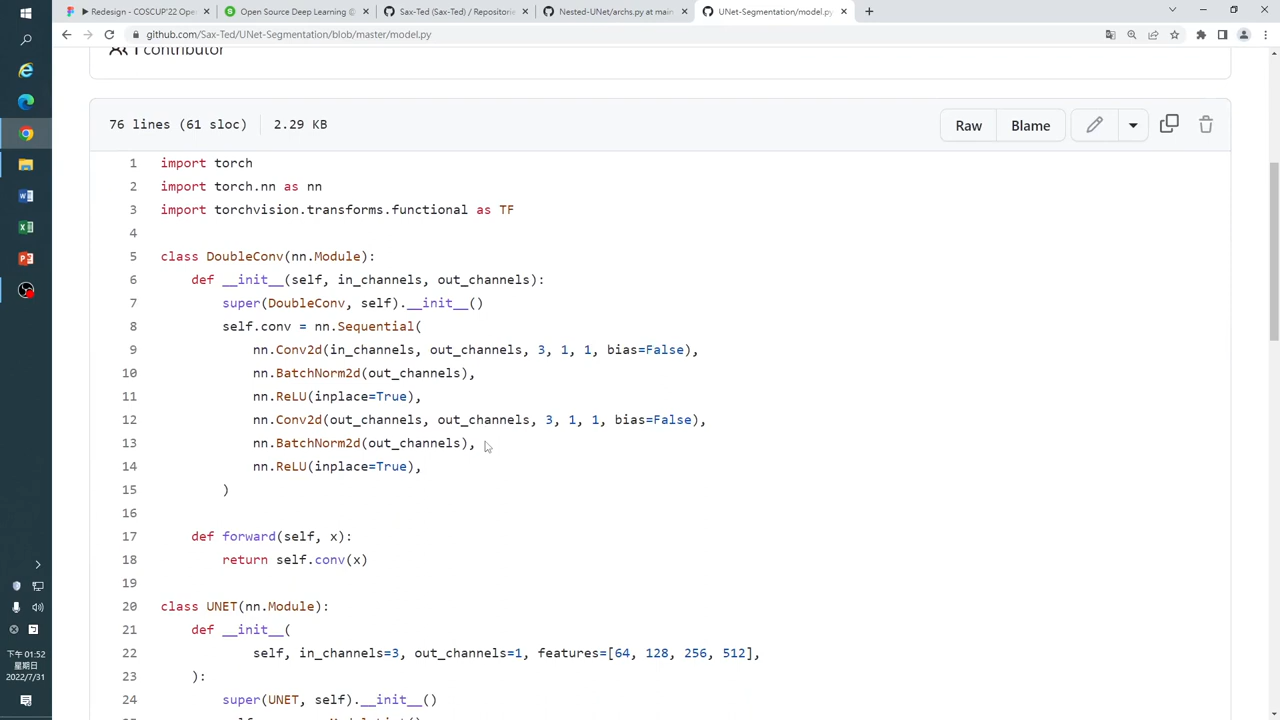 ▶ Redesign - COSCUP'22 Ope
Open Source Deep Learning @
Sax-Ted (Sax-Ted) / Repositorie
Nested-UNet/archs.py at main
UNet-Segmentation/model.py
github.com/Sax-Ted/UNet-Segmentation/blob/master/model.py
1 contributor
76 lines (61 sloc) 2.29 KB
Raw Blame
1 import torch
2 import torch.nn as nn
3 import torchvision.transforms.functional as TF
4
5 class DoubleConv(nn.Module):
6 def __init__(self, in_channels, out_channels):
7 super(DoubleConv, self).__init__()
8 self.conv = nn.Sequential(
9 nn.Conv2d(in_channels, out_channels, 3, 1, 1, bias=False),
10 nn.BatchNorm2d(out_channels),
11 nn.ReLU(inplace=True),
12 nn.Conv2d(out_channels, out_channels, 3, 1, 1, bias=False),
13 nn.BatchNorm2d(out_channels),
14 nn.ReLU(inplace=True),
15 )
16
17 def forward(self, x):
18 return self.conv(x)
19
20 class UNET(nn.Module):
21 def __init__(
22 self, in_channels=3, out_channels=1, features=[64, 128, 256, 512],
23 ):
24 super(UNET, self).__init__()
下午 01:52
星期日
2022/7/31